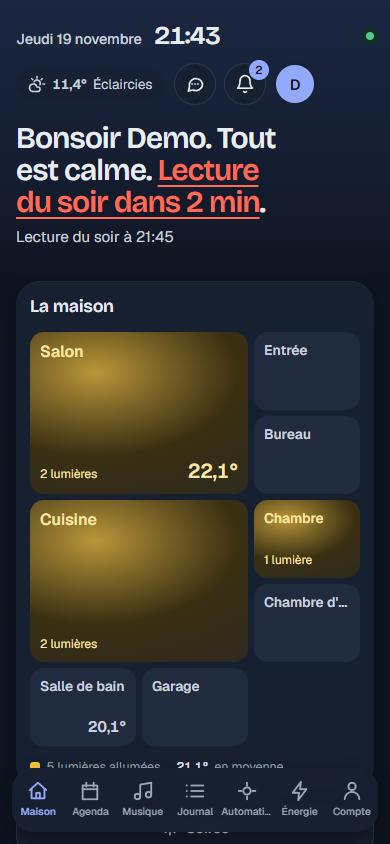 Jeudi 19 novembre 21:43
11,4° Éclaircies
2
D
Bonsoir Demo. Tout
est calme. Lecture
du soir dans 2 min.
Lecture du soir à 21:45
La maison
Salon
2 lumières 22,1°
Entrée
Bureau
Cuisine
2 lumières
Chambre
1 lumière
Chambre d'...
Salle de bain
20,1°
Garage
5 lumières allumées 21,1° en moyenne
Maison Agenda Musique Journal Automati... Énergie Compte